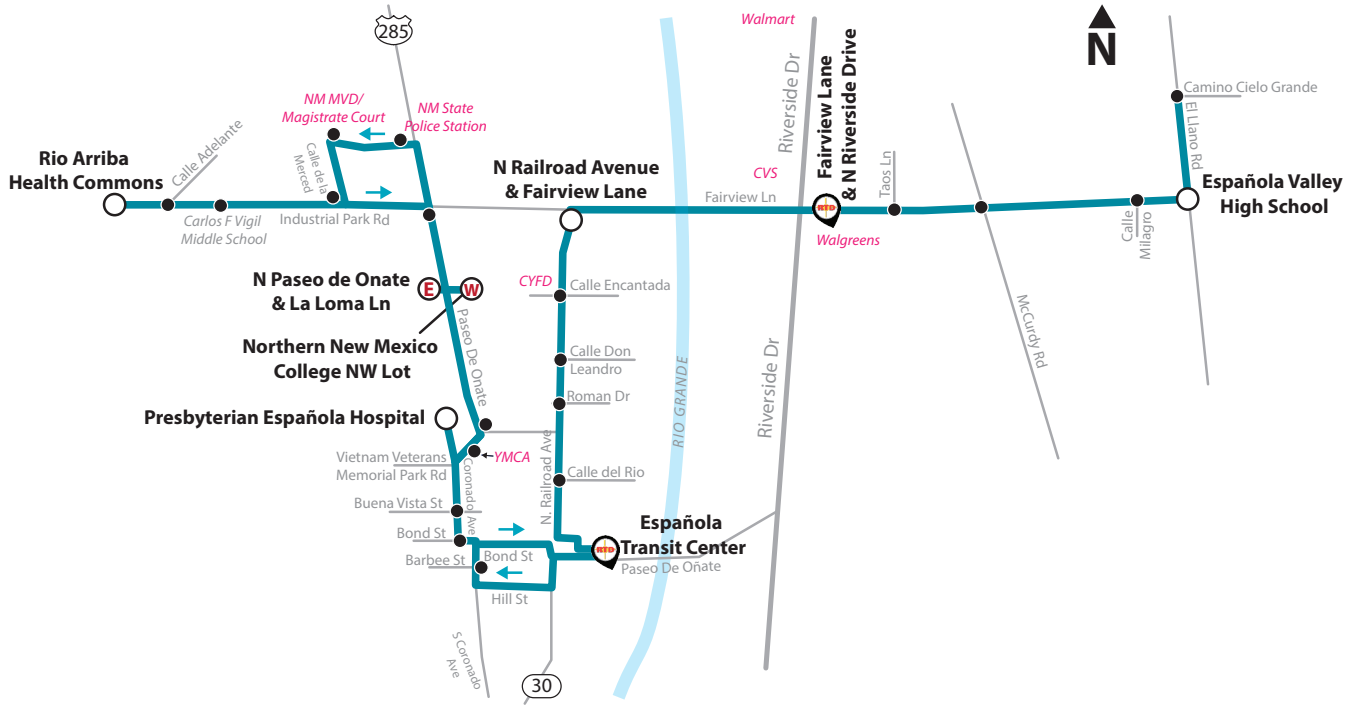 Walmart
N
285
Riverside Dr
Fairview Lane
& N Riverside Drive
Camino Cielo Grande
El Llano Rd
NM MVD/
Magistrate Court
NM State
Police Station
Calle Adelante
Rio Arriba
Health Commons
Calle de la
Merced
N Railroad Avenue
& Fairview Lane
CVS
Taos Ln
Española Valley
High School
Fairview Ln
RTD
Carlos F Vigil
Middle School
Industrial Park Rd
Walgreens
Calle
Milagro
N Paseo de Onate
& La Loma Ln
E
W
CYFD
Calle Encantada
Paseo De Onate
McCurdy Rd
Northern New Mexico
College NW Lot
Calle Don
Leandro
Roman Dr
RIO GRANDE
Riverside Dr
Presbyterian Española Hospital
Vietnam Veterans
Memorial Park Rd
YMCA
Coronado Ave
N. Railroad Ave
Calle del Rio
Buena Vista St
Bond St
Barbee St
Bond St
RTD
Española
Transit Center
Paseo De Oñate
Hill St
S Coronado
Ave
30